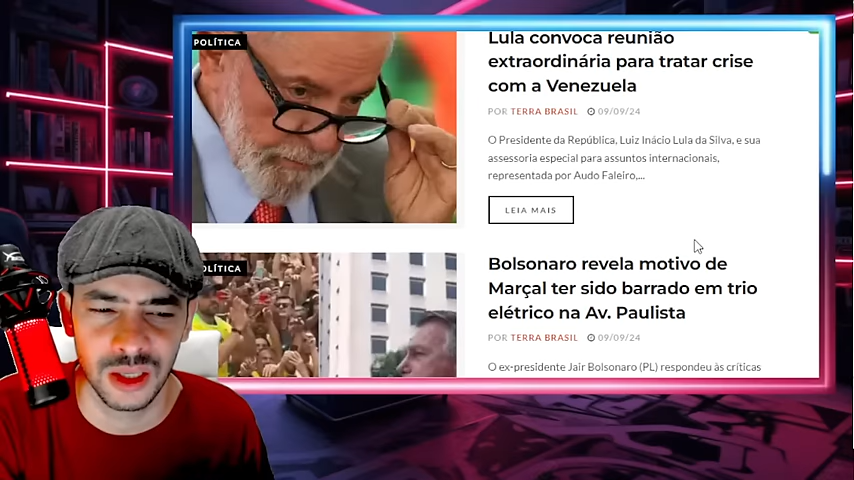 POLÍTICA
Lula convoca reunião
extraordinária para tratar crise
com a Venezuela
POR TERRA BRASIL 09/09/24
O Presidente da República, Luiz Inácio Lula da Silva, e sua
assessoria especial para assuntos internacionais,
representada por Audo Faleiro,...
LEIA MAIS
POLÍTICA
Bolsonaro revela motivo de
Marçal ter sido barrado em trio
elétrico na Av. Paulista
POR TERRA BRASIL 09/09/24
O ex-presidente Jair Bolsonaro (PL) respondeu às críticas